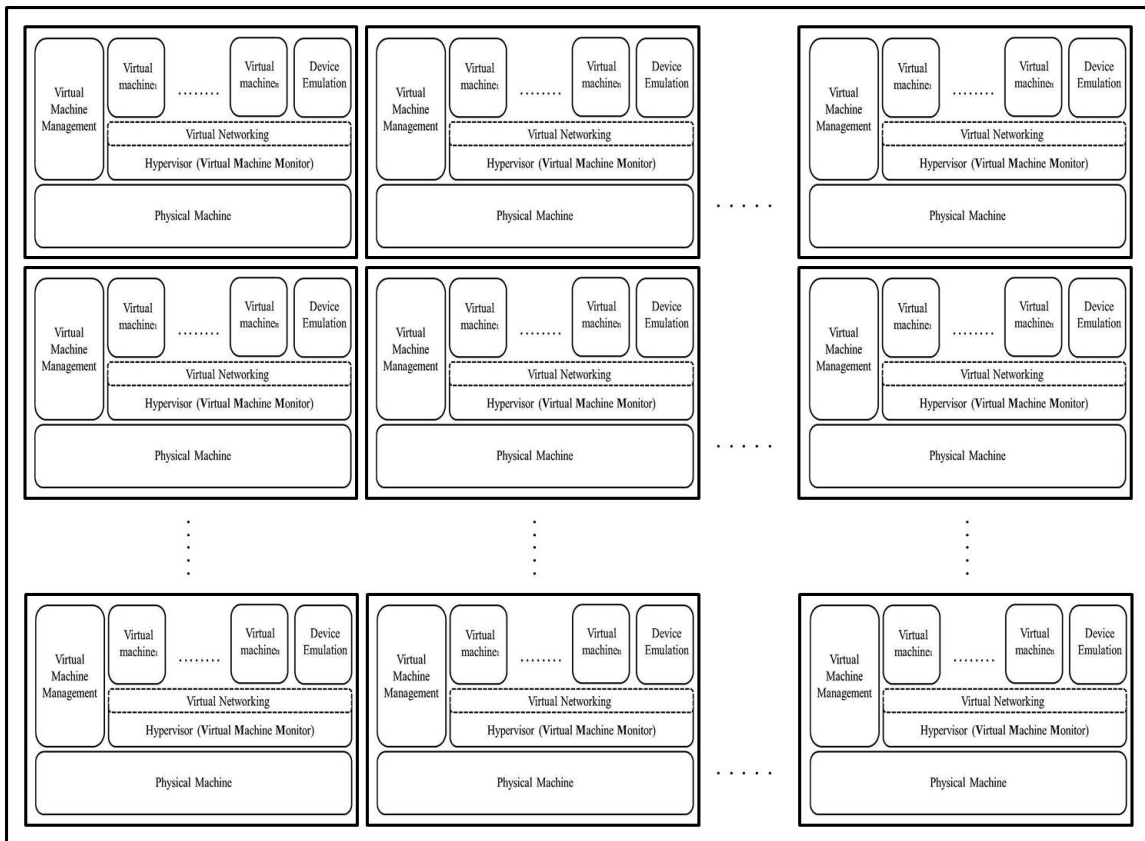 Virtual Machine Management
Virtual machine₁
........
Virtual machineₙ
Device Emulation
Virtual Networking
Hypervisor (Virtual Machine Monitor)
Physical Machine
Virtual Machine Management
Virtual machine₁
........
Virtual machineₙ
Device Emulation
Virtual Networking
Hypervisor (Virtual Machine Monitor)
Physical Machine
. . . . .
Virtual Machine Management
Virtual machine₁
........
Virtual machineₙ
Device Emulation
Virtual Networking
Hypervisor (Virtual Machine Monitor)
Physical Machine
Virtual Machine Management
Virtual machine₁
........
Virtual machineₙ
Device Emulation
Virtual Networking
Hypervisor (Virtual Machine Monitor)
Physical Machine
Virtual Machine Management
Virtual machine₁
........
Virtual machineₙ
Device Emulation
Virtual Networking
Hypervisor (Virtual Machine Monitor)
Physical Machine
. . . . .
Virtual Machine Management
Virtual machine₁
........
Virtual machineₙ
Device Emulation
Virtual Networking
Hypervisor (Virtual Machine Monitor)
Physical Machine
Virtual Machine Management
Virtual machine₁
........
Virtual machineₙ
Device Emulation
Virtual Networking
Hypervisor (Virtual Machine Monitor)
Physical Machine
Virtual Machine Management
Virtual machine₁
........
Virtual machineₙ
Device Emulation
Virtual Networking
Hypervisor (Virtual Machine Monitor)
Physical Machine
. . . . .
Virtual Machine Management
Virtual machine₁
........
Virtual machineₙ
Device Emulation
Virtual Networking
Hypervisor (Virtual Machine Monitor)
Physical Machine